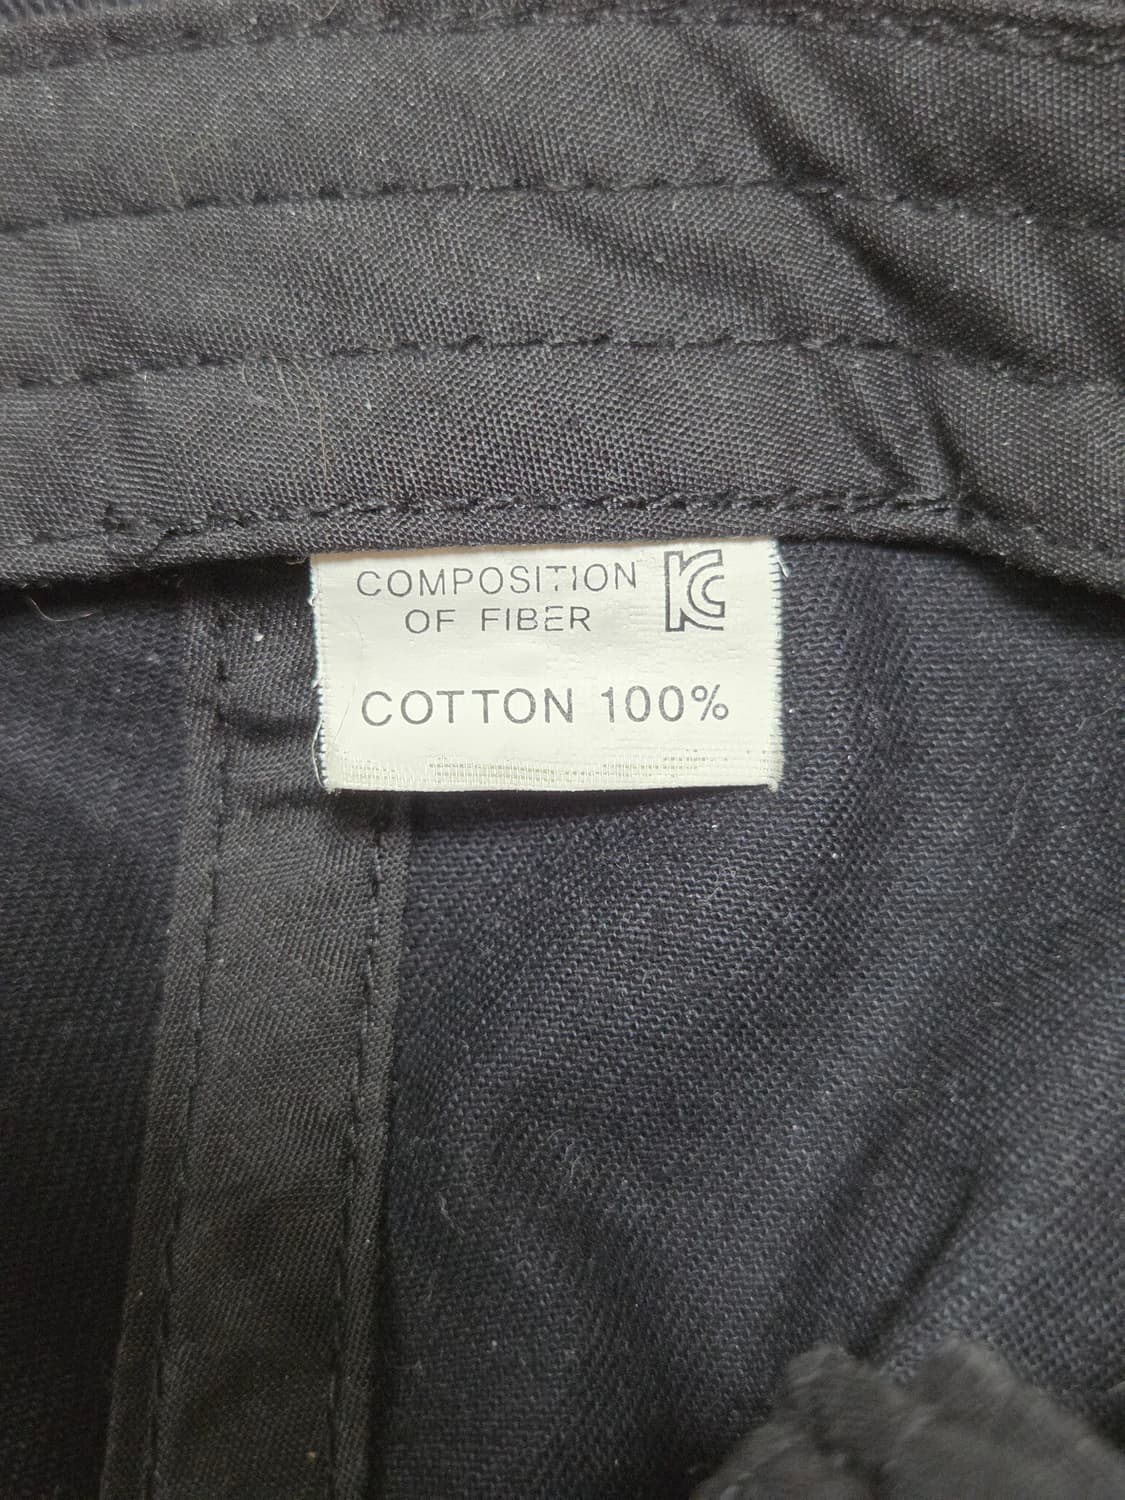 COMPOSITION
OF FIBER
KC
COTTON 100%